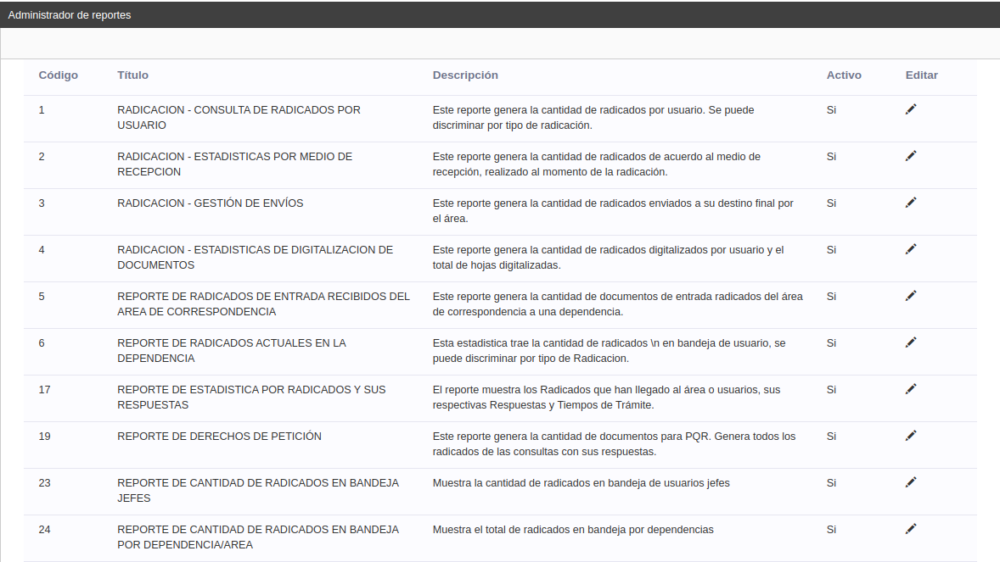 Administrador de reportes
Código Título Descripción Activo Editar
1 RADICACION - CONSULTA DE RADICADOS POR Este reporte genera la cantidad de radicados por usuario. Se puede Si
USUARIO discriminar por tipo de radicación.
2 RADICACION - ESTADISTICAS POR MEDIO DE Este reporte genera la cantidad de radicados de acuerdo al medio de Si
RECEPCION recepción, realizado al momento de la radicación.
3 RADICACION - GESTIÓN DE ENVÍOS Este reporte genera la cantidad de radicados enviados a su destino final por Si
el área.
4 RADICACION - ESTADISTICAS DE DIGITALIZACION DE Este reporte genera la cantidad de radicados digitalizados por usuario y el Si
DOCUMENTOS total de hojas digitalizadas.
5 REPORTE DE RADICADOS DE ENTRADA RECIBIDOS DEL Este reporte genera la cantidad de documentos de entrada radicados del área Si
AREA DE CORRESPONDENCIA de correspondencia a una dependencia.
6 REPORTE DE RADICADOS ACTUALES EN LA Esta estadistica trae la cantidad de radicados \n en bandeja de usuario, se Si
DEPENDENCIA puede discriminar por tipo de Radicacion.
17 REPORTE DE ESTADISTICA POR RADICADOS Y SUS El reporte muestra los Radicados que han llegado al área o usuarios, sus Si
RESPUESTAS respectivas Respuestas y Tiempos de Trámite.
19 REPORTE DE DERECHOS DE PETICIÓN Este reporte genera la cantidad de documentos para PQR. Genera todos los Si
radicados de las consultas con sus respuestas.
23 REPORTE DE CANTIDAD DE RADICADOS EN BANDEJA Muestra la cantidad de radicados en bandeja de usuarios jefes Si
JEFES
24 REPORTE DE CANTIDAD DE RADICADOS EN BANDEJA Muestra el total de radicados en bandeja por dependencias Si
POR DEPENDENCIA/AREA